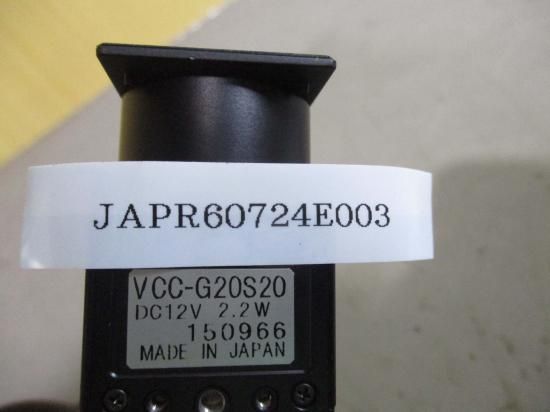 JAPR60724E003
VCC-G20S20
DC12V 2.2W
150966
MADE IN JAPAN